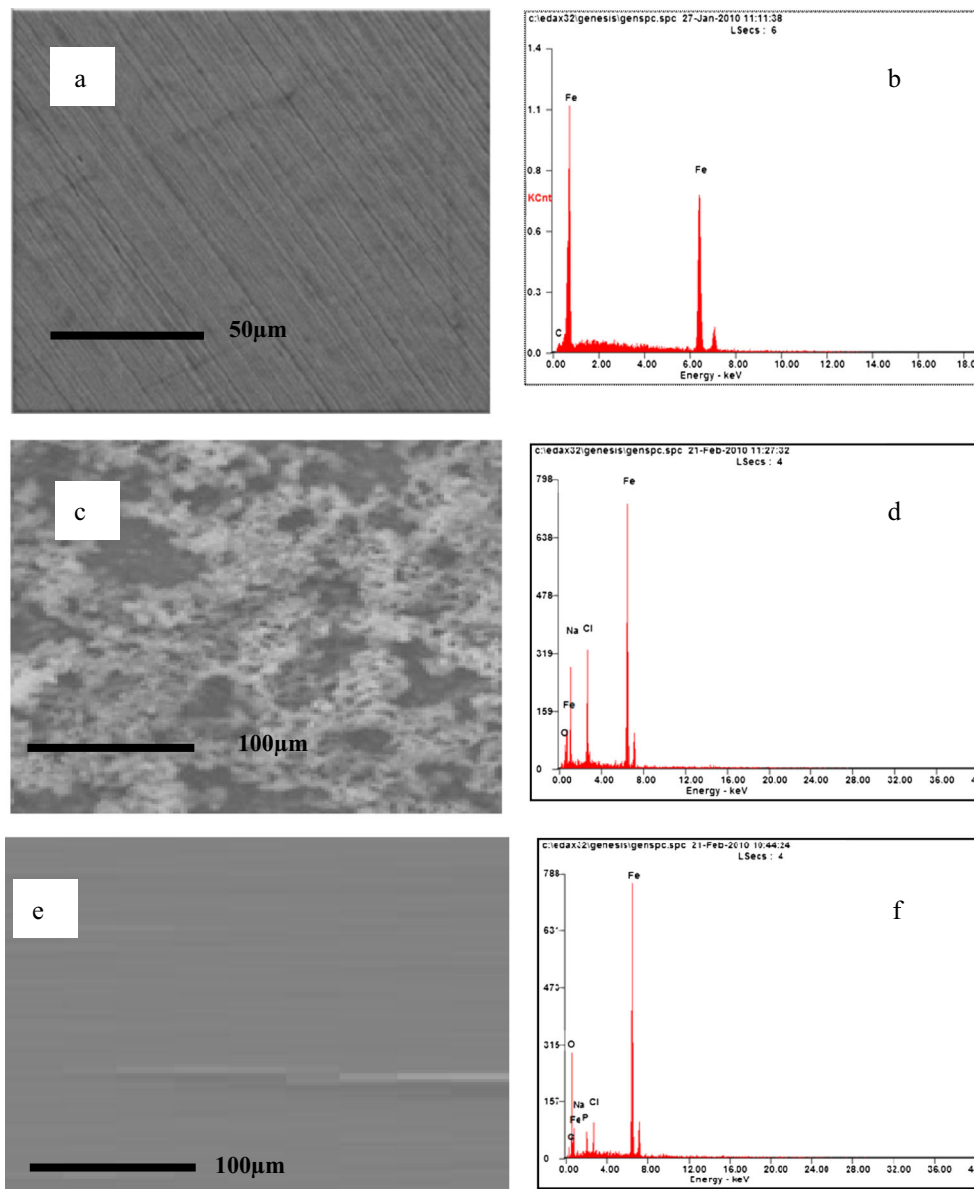 a
50µm
c:\edax32\genesis\genspc.spc 27-Jan-2010 11:11:38
LSecs : 6
b
1.4
1.1
0.8
KCnt
0.6
0.3
0.0
Fe
Fe
C
0.00 2.00 4.00 6.00 8.00 10.00 12.00 14.00 16.00 18.00
Energy - keV
c
100µm
c:\edax32\genesis\genspc.spc 21-Feb-2010 11:27:32
LSecs : 4
d
798
638
478
319
159
0
Fe
Na Cl
Fe
O
0.00 4.00 8.00 12.00 16.00 20.00 24.00 28.00 32.00 36.00
Energy - keV
e
100µm
c:\edax32\genesis\genspc.spc 21-Feb-2010 10:44:24
LSecs : 4
f
788
473
315
157
0
Fe
O
Na Cl
Fe P
0.00 4.00 8.00 12.00 16.00 20.00 24.00 28.00 32.00 36.00
Energy - keV